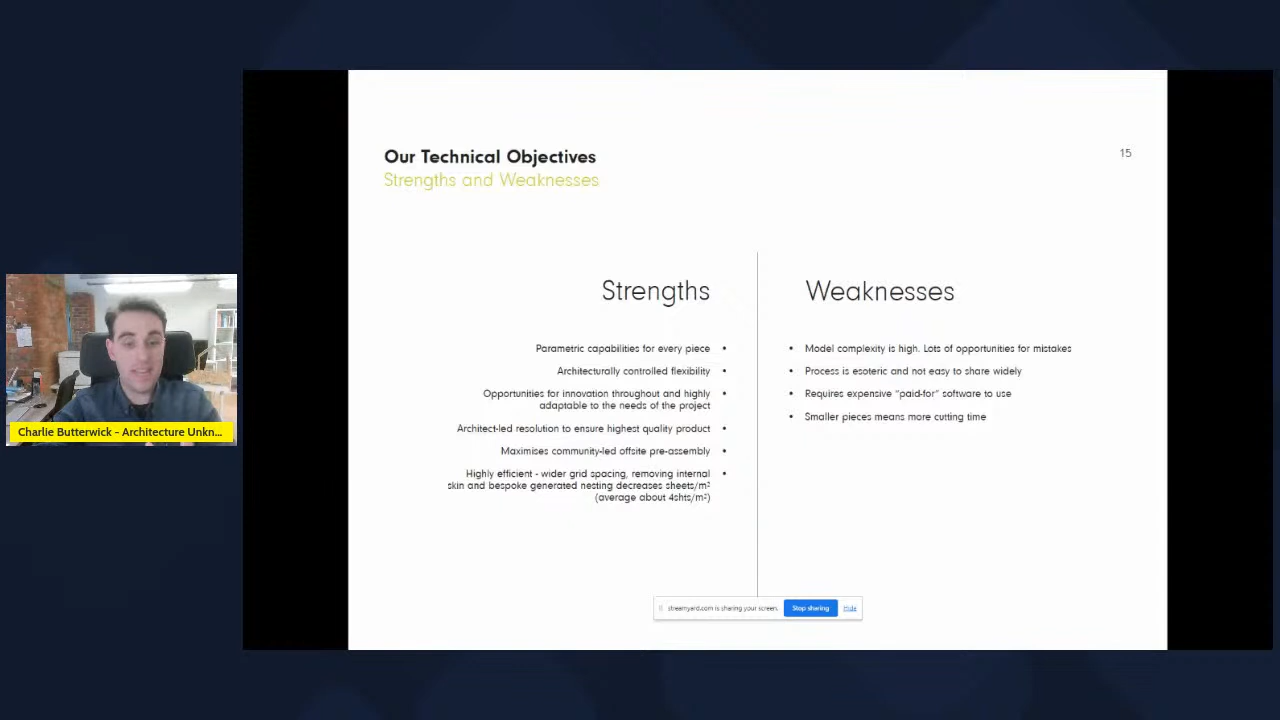 Our Technical Objectives
Strengths and Weaknesses
15
Strengths
Parametric capabilities for every piece •
Architecturally controlled flexibility •
Opportunities for innovation throughout and highly •
adaptable to the needs of the project
Architect-led resolution to ensure highest quality product •
Maximises community-led offsite pre-assembly •
Highly efficient - wider grid spacing, removing internal •
skin and bespoke generated nesting decreases sheets/m²
(average about 4shts/m²)
Weaknesses
• Model complexity is high. Lots of opportunities for mistakes
• Process is esoteric and not easy to share widely
• Requires expensive "paid-for" software to use
• Smaller pieces means more cutting time
Charlie Butterwick - Architecture Unkn...
streamyard.com is sharing your screen. Stop sharing Hide